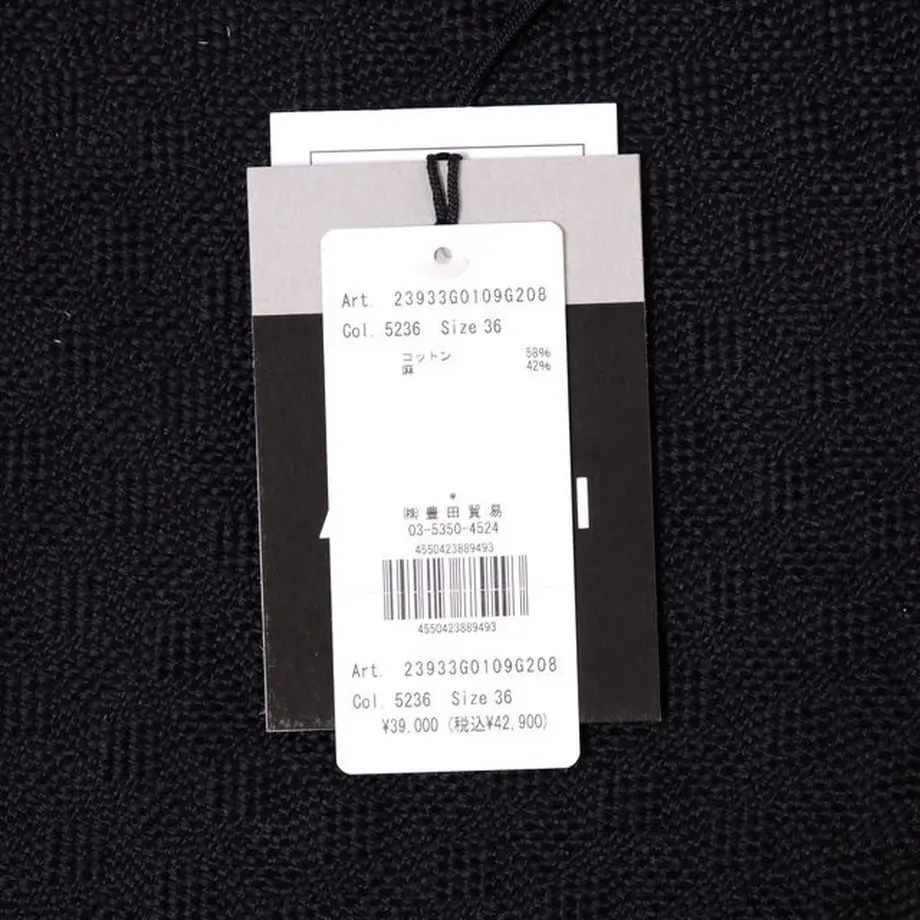 Art. 23933G0109G208
Col. 5236 Size 36
コットン 58%
麻 42%
㈱ 豊田貿易
03-5350-4524
4550423889493
4550423889493
Art. 23933G0109G208
Col. 5236 Size 36
¥39,000 (税込¥42,900)